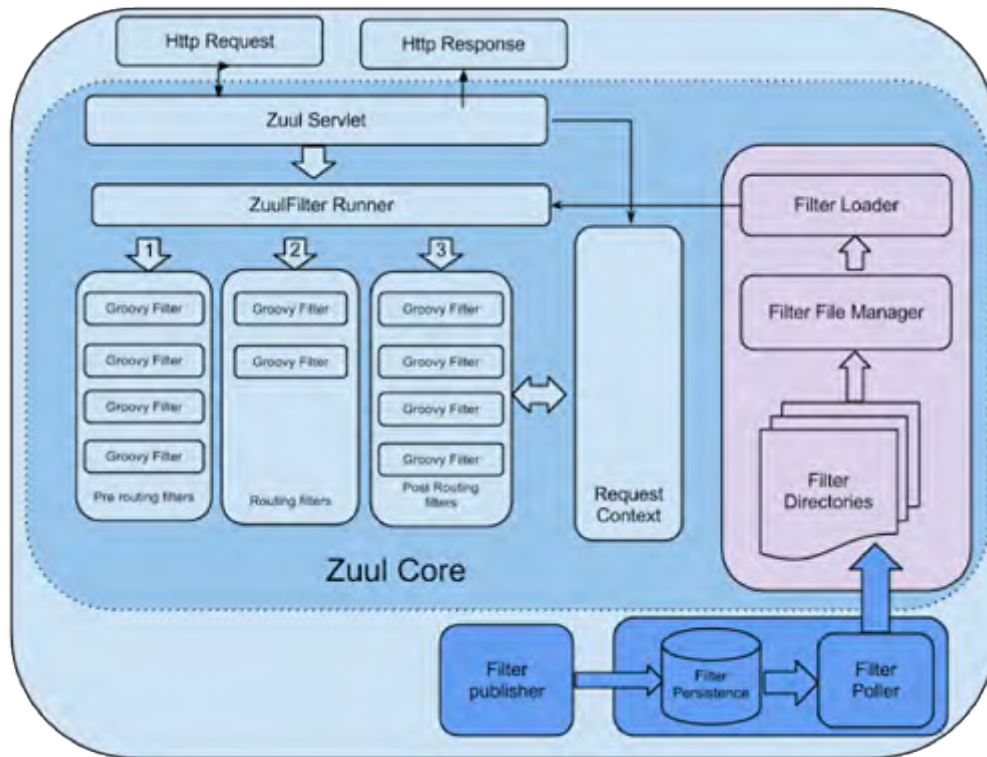 Http Request
Http Response
Zuul Servlet
ZuulFilter Runner
Filter Loader
1
2
3
Groovy Filter
Groovy Filter
Groovy Filter
Groovy Filter
Pre routing filters
Groovy Filter
Groovy Filter
Routing filters
Groovy Filter
Groovy Filter
Groovy Filter
Groovy Filter
Post Routing
filters
Request
Context
Filter File Manager
Filter
Directories
Zuul Core
Filter
publisher
Filter
Persistence
Filter
Poller